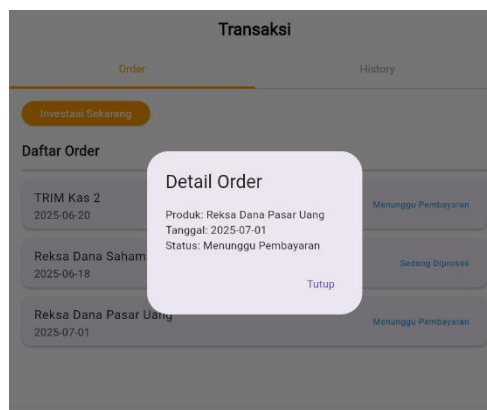 Transaksi
Order
History
Investasi Sekarang
Daftar Order
TRIM Kas 2
2025-06-20
Menunggu Pembayaran
Reksa Dana Saham
2025-06-18
Sedang Diproses
Reksa Dana Pasar Uang
2025-07-01
Menunggu Pembayaran
Detail Order
Produk: Reksa Dana Pasar Uang
Tanggal: 2025-07-01
Status: Menunggu Pembayaran
Tutup